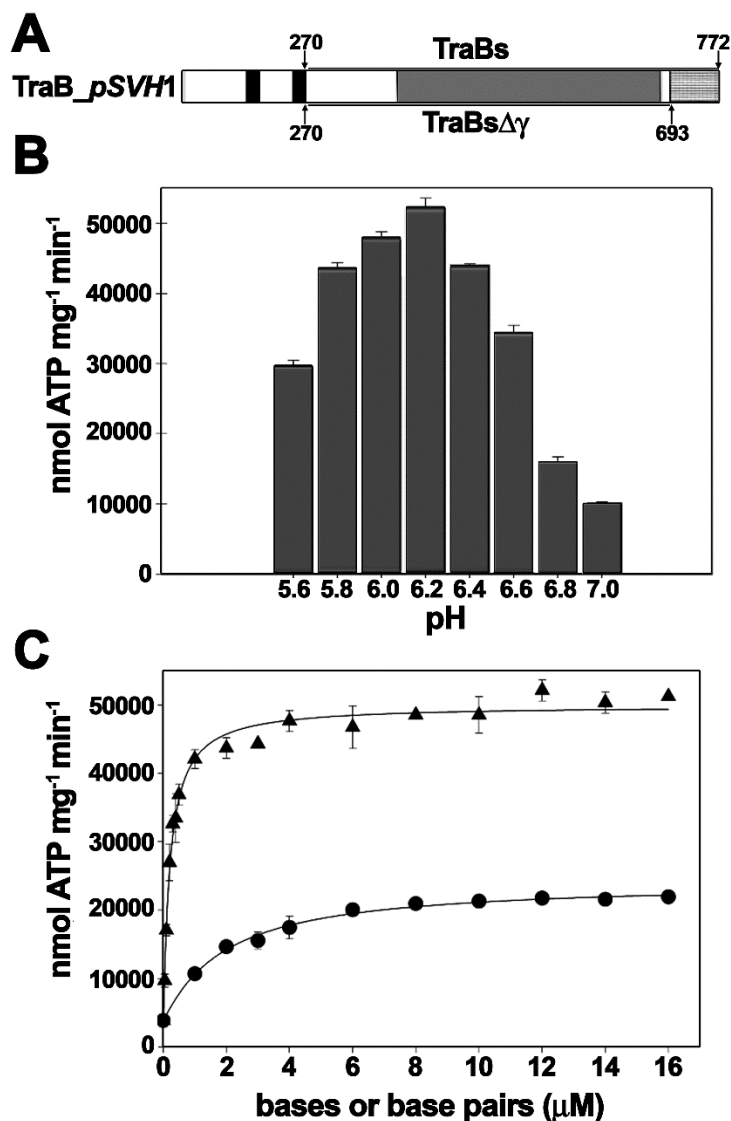 A
270
TraBs
772
TraB_pSVH1
270
TraBsΔγ
693
B
nmol ATP mg-1 min-1
50000
40000
30000
20000
10000
0
5.6 5.8 6.0 6.2 6.4 6.6 6.8 7.0
pH
C
nmol ATP mg-1 min-1
50000
40000
30000
20000
10000
0
0 2 4 6 8 10 12 14 16
bases or base pairs (μM)